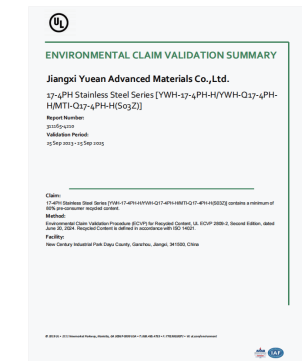 UL
ENVIRONMENTAL CLAIM VALIDATION SUMMARY
Jiangxi Yuean Advanced Materials Co.,Ltd.
17-4PH Stainless Steel Series [YWH-17-4PH-H/YWH-Q17-4PH-
H/MTI-Q17-4PH-H(S03Z)]
Report Number:
311165-4210
Validation Period:
25 Sep 2023 - 25 Sep 2025
Claim:
17-4PH Stainless Steel Series [YWH-17-4PH-H/YWH-Q17-4PH-H/MTI-Q17-4PH-H(S03Z)] contains a minimum of
60% pre-consumer recycled content.
Method:
Environmental Claim Validation Procedure (ECVP) for Recycled Content, UL ECVP 2809-2, Second Edition, dated
June 20, 2024. Recycled Content is defined in accordance with ISO 14021.
Facility:
New Century Industrial Park Dayu County, Ganzhou, Jiangxi, 341500, China
IAF